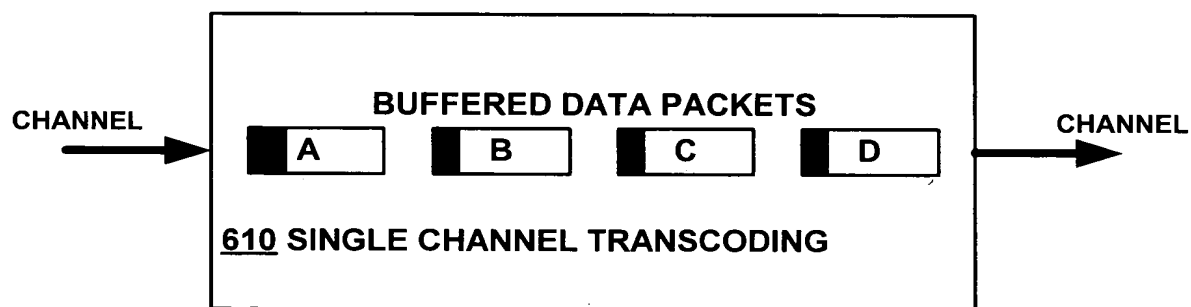 BUFFERED DATA PACKETS
CHANNEL
CHANNEL
A B C D
610 SINGLE CHANNEL TRANSCODING